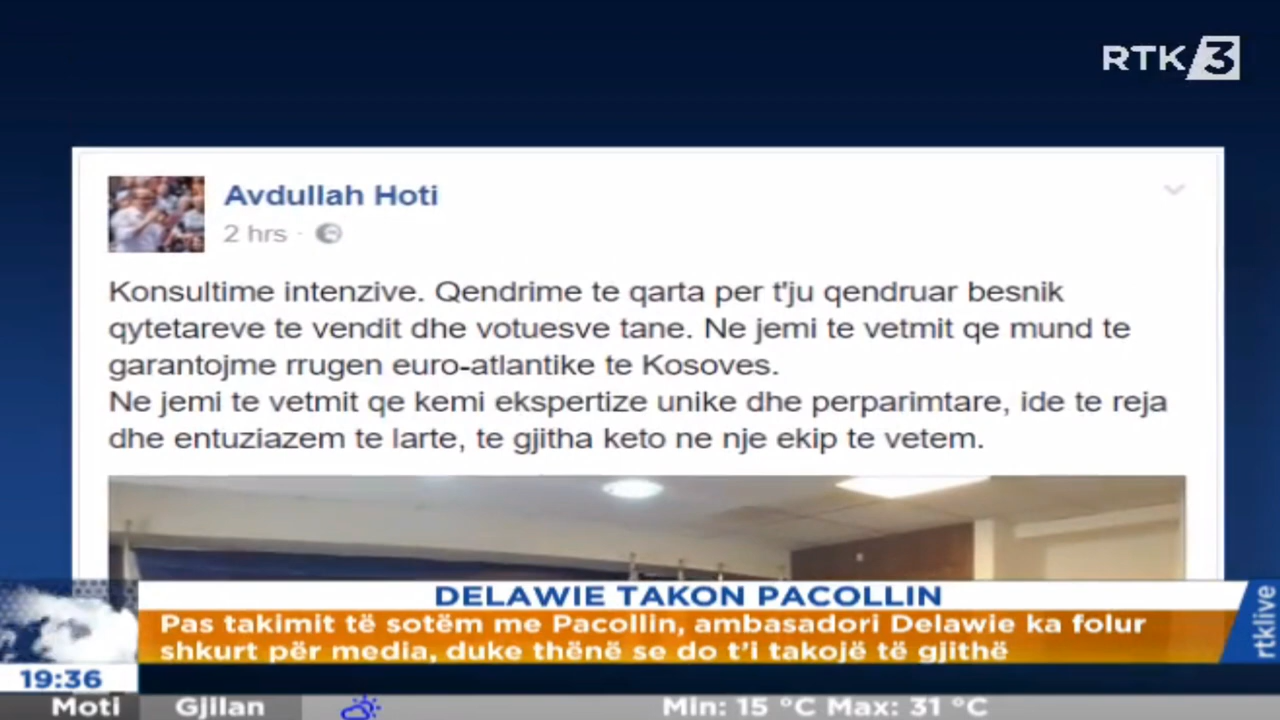 RTK 3
Avdullah Hoti
2 hrs ·
Konsultime intenzive. Qendrime te qarta per t'ju qendruar besnik
qytetareve te vendit dhe votuesve tane. Ne jemi te vetmit qe mund te
garantojme rrugen euro-atlantike te Kosoves.
Ne jemi te vetmit qe kemi ekspertize unike dhe perparimtare, ide te reja
dhe entuziazem te larte, te gjitha keto ne nje ekip te vetem.
DELAWIE TAKON PACOLLIN
Pas takimit të sotëm me Pacollin, ambasadori Delawie ka folur
shkurt për media, duke thënë se do t'i takojë të gjithë
rtklive
19:36
Moti Gjilan Min: 15 °C Max: 31 °C